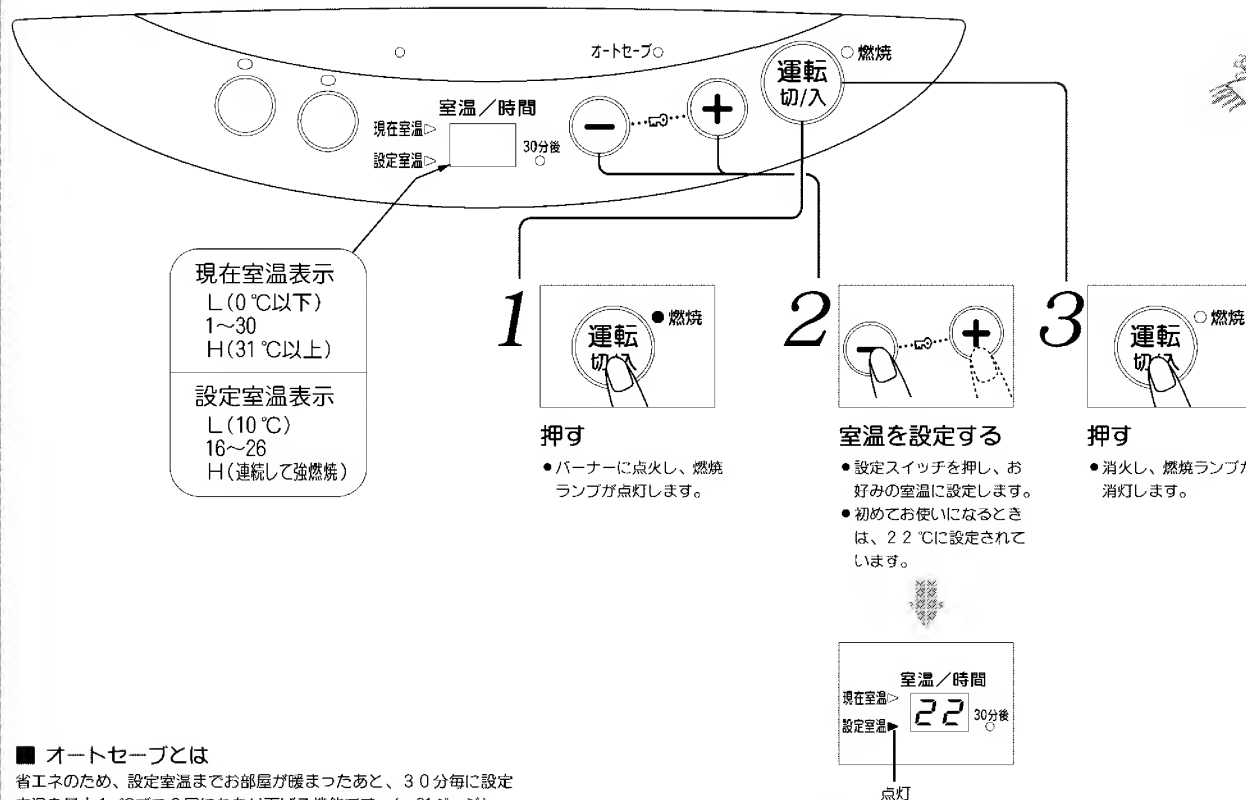 オートセーブ
燃焼
運転
切/入
室温／時間
現在室温
設定室温
30分後
現在室温表示
L(0℃以下)
1～30
H(31℃以上)
設定室温表示
L(10℃)
16～26
H(連続して強燃焼)
1
運転
切/入
燃焼
押す
●バーナーに点火し、燃焼
ランプが点灯します。
2
室温を設定する
●設定スイッチを押し、お
好みの室温に設定します。
●初めてお使いになるとき
は、２２℃に設定されて
います。
室温／時間
現在室温
設定室温
22
30分後
点灯
3
運転
切/入
燃焼
押す
●消火し、燃焼ランプが
消灯します。
■ オートセーブとは
省エネのため、設定室温までお部屋が暖まったあと、３０分毎に設定